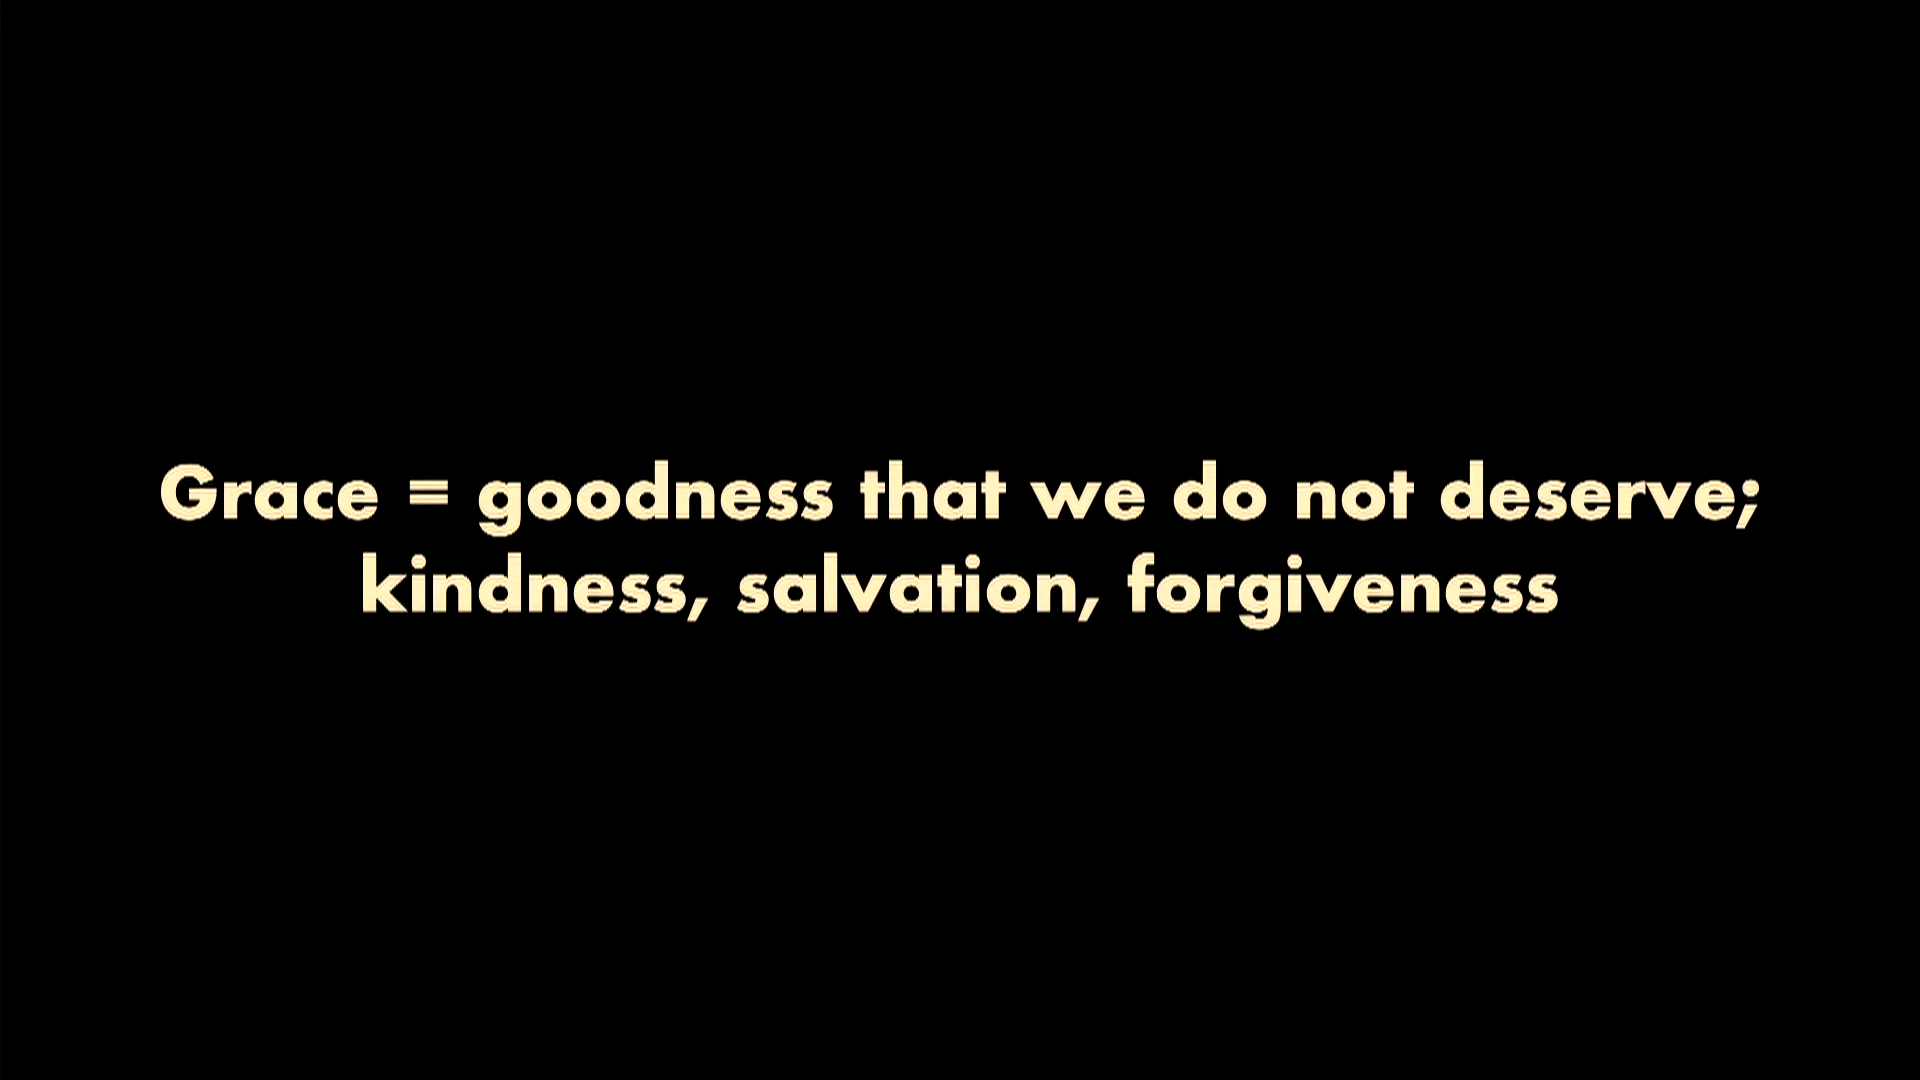 Grace = goodness that we do not deserve;
kindness, salvation, forgiveness